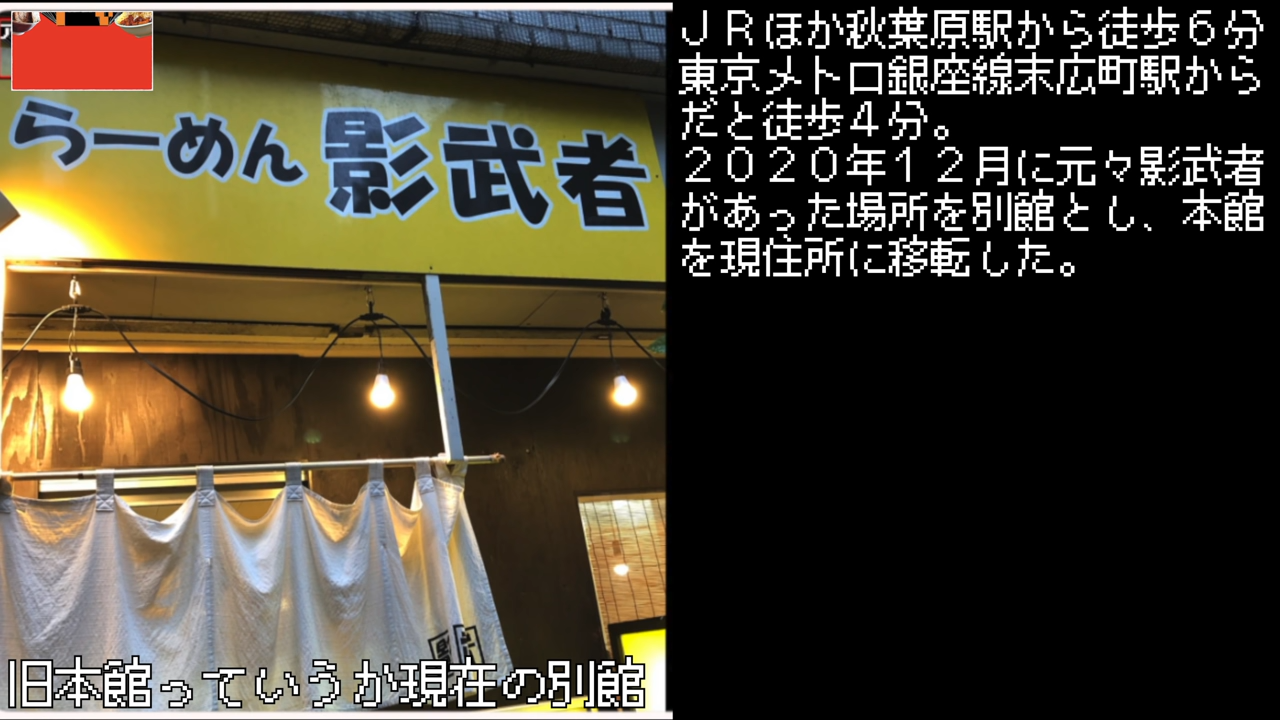 らーめん 影武者
旧本館っていうか現在の別館
ＪＲほか秋葉原駅から徒歩６分
東京メトロ銀座線末広町駅から
だと徒歩４分。
２０２０年１２月に元々影武者
があった場所を別館とし、本館
を現住所に移転した。